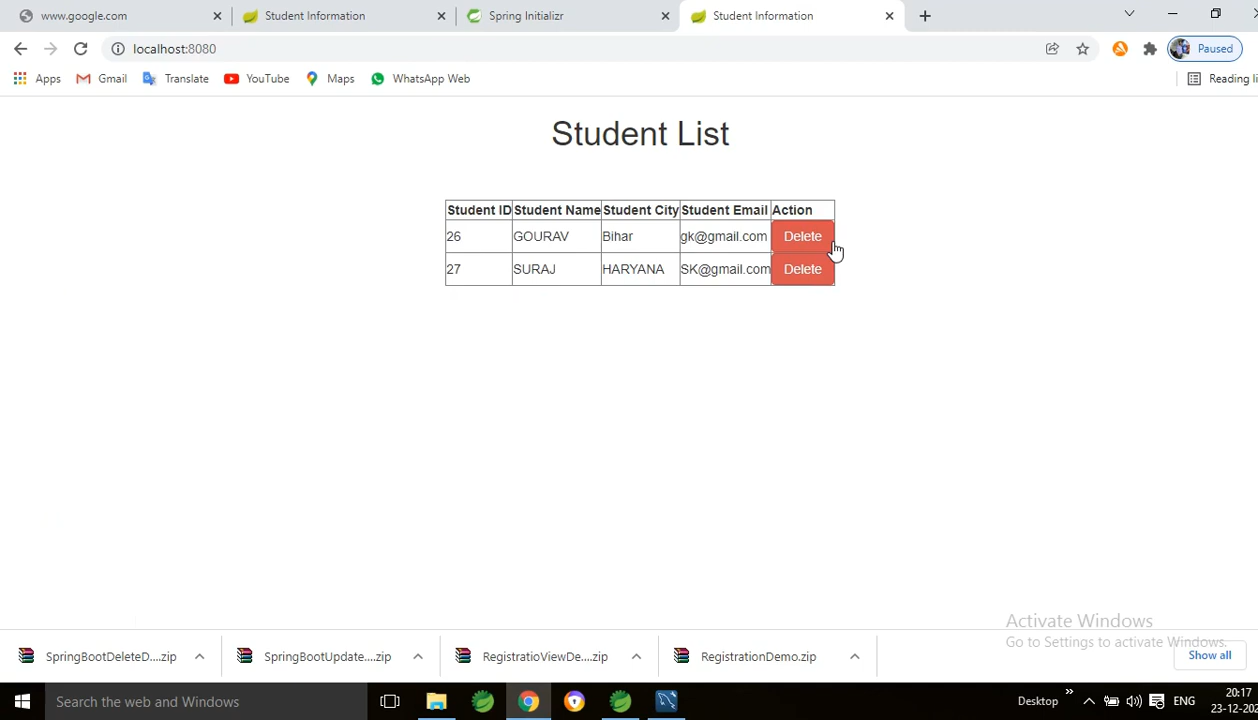 www.google.com
Student Information
Spring Initializr
Student Information
localhost:8080
Paused
Apps
Gmail
Translate
YouTube
Maps
WhatsApp Web
Reading li
Student List
Student ID Student Name Student City Student Email Action
26 GOURAV Bihar gk@gmail.com Delete
27 SURAJ HARYANA SK@gmail.com Delete
Activate Windows
Go to Settings to activate Windows.
SpringBootDeleteD....zip
SpringBootUpdate....zip
RegistratioViewDe....zip
RegistrationDemo.zip
Show all
Search the web and Windows
Desktop
ENG
20:17
23-12-202